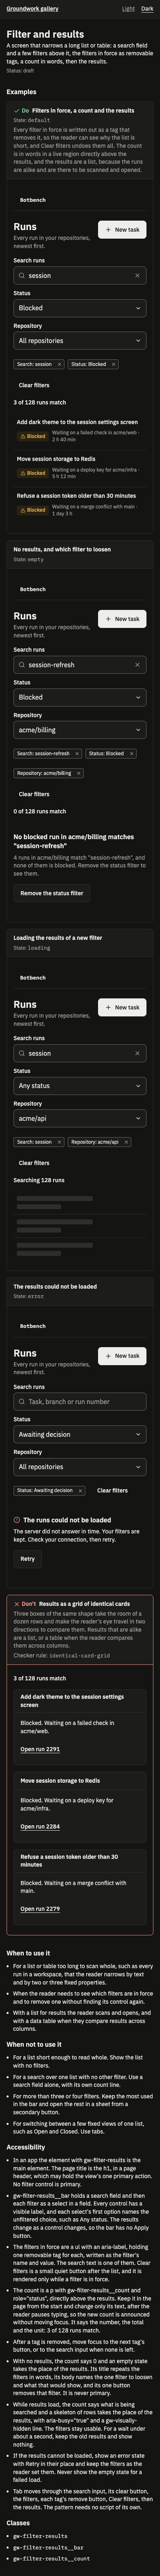 Groundwork gallery
Light
Dark
Filter and results
A screen that narrows a long list or table: a search field
and a few filters above it, the filters in force as removable
tags, a count in words, then the results.
Status: draft
Examples
Do Filters in force, a count and the results
State: default
Every filter in force is written out as a tag that
removes it, so the reader can see why the list is
short, and Clear filters undoes them all. The count
is in words in a live region directly above the
results, and the results are a list, because the runs
are alike and are there to be scanned and opened.
Botbench
Runs
Every run in your repositories,
newest first.
New task
Search runs
session
Status
Blocked
Repository
All repositories
Search: session
Status: Blocked
Clear filters
3 of 128 runs match
Add dark theme to the session settings screen
Blocked
Waiting on a failed check in acme/web ·
2 h 40 min
Move session storage to Redis
Blocked
Waiting on a deploy key for acme/infra ·
5 h 12 min
Refuse a session token older than 30 minutes
Blocked
Waiting on a merge conflict with main ·
1 day 3 h
No results, and which filter to loosen
State: empty
Botbench
Runs
Every run in your repositories,
newest first.
New task
Search runs
session-refresh
Status
Blocked
Repository
acme/billing
Search: session-refresh
Status: Blocked
Repository: acme/billing
Clear filters
0 of 128 runs match
No blocked run in acme/billing matches
"session-refresh"
4 runs in acme/billing match "session-refresh", and
none of them is blocked. Remove the status filter to
see them.
Remove the status filter
Loading the results of a new filter
State: loading
Botbench
Runs
Every run in your repositories,
newest first.
New task
Search runs
session
Status
Any status
Repository
acme/api
Search: session
Repository: acme/api
Clear filters
Searching 128 runs
The results could not be loaded
State: error
Botbench
Runs
Every run in your repositories,
newest first.
New task
Search runs
Task, branch or run number
Status
Awaiting decision
Repository
All repositories
Status: Awaiting decision
Clear filters
The runs could not be loaded
The server did not answer in time. Your filters are
kept. Check your connection, then retry.
Retry
Don't Results as a grid of identical cards
Three boxes of the same shape take the room of a
dozen rows and make the reader's eye travel in two
directions to compare them. Results that are alike
are a list, or a table when the reader compares
them across columns.
Checker rule: identical-card-grid
3 of 128 runs match
Add dark theme to the session settings
screen
Blocked. Waiting on a failed check in
acme/web.
Open run 2291
Move session storage to Redis
Blocked. Waiting on a deploy key for
acme/infra.
Open run 2284
Refuse a session token older than 30
minutes
Blocked. Waiting on a merge conflict with
main.
Open run 2279
When to use it
• For a list or table too long to scan whole, such as every
run in a workspace, that the reader narrows by text
and by two or three fixed properties.
• When the reader needs to see which filters are in force
and to remove one without finding its control again.
• With a list for results the reader scans and opens, and
with a data table when they compare results across
columns.
When not to use it
• For a list short enough to read whole. Show the list
with no filters.
• For a search over one list with no other filter. Use a
search field alone, with its own count line.
• For more than three or four filters. Keep the most used
in the bar and open the rest in a sheet from a
secondary button.
• For switching between a few fixed views of one list,
such as Open and Closed. Use tabs.
Accessibility
• In an app the element with gw-filter-results is the
main element. The page title is the h1, in a page
header, which may hold the view's one primary action.
No filter control is primary.
• gw-filter-results__bar holds a search field and then
each filter as a select in a field. Every control has a
visible label, and each select's first option names the
unfiltered choice, such as Any status. The results
change as a control changes, so the bar has no Apply
button.
• The filters in force are a ul with an aria-label, holding
one removable tag for each, written as the filter's
name and value. The search text is one of them. Clear
filters is a small quiet button after the list, and it is
rendered only while a filter is in force.
• The count is a p with gw-filter-results__count and
role="status", directly above the results. Keep it in the
page from the start and change only its text, after the
reader pauses typing, so the new count is announced
without moving focus. It says the number, the total
and the unit: 3 of 128 runs match.
• After a tag is removed, move focus to the next tag's
button, or to the search input when none is left.
• With no results, the count says 0 and an empty state
takes the place of the results. Its title repeats the
filters in words, its body names the one filter to loosen
and what that would show, and its one button
removes that filter. It is never primary.
• While results load, the count says what is being
searched and a skeleton of rows takes the place of the
results, with aria-busy="true" and a gw-visually-
hidden line. The filters stay usable. For a wait under
about a second, keep the old results and show
nothing.
• If the results cannot be loaded, show an error state
with Retry in their place and keep the filters as the
reader set them. Never show the empty state for a
failed load.
• Tab moves through the search input, its clear button,
the filters, each tag's remove button, Clear filters, then
the results. The pattern needs no script of its own.
Classes
• gw-filter-results
• gw-filter-results__bar
• gw-filter-results__count